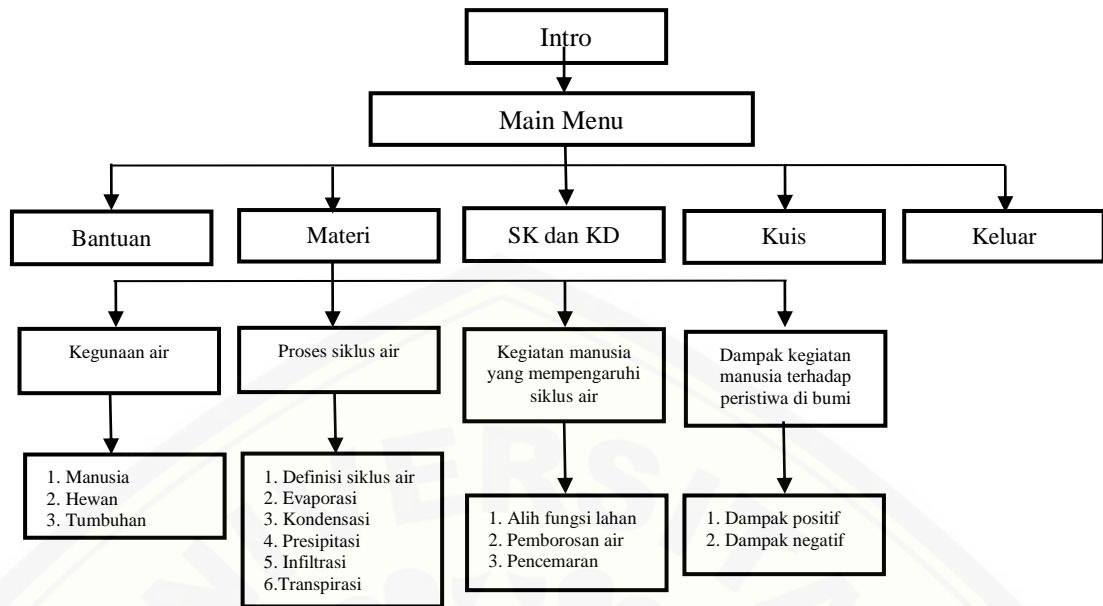 Intro
Main Menu
Bantuan
Materi
SK dan KD
Kuis
Keluar
Kegunaan air
Proses siklus air
Kegiatan manusia
yang mempengaruhi
siklus air
Dampak kegiatan
manusia terhadap
peristiwa di bumi
1. Manusia
2. Hewan
3. Tumbuhan
1. Definisi siklus air
2. Evaporasi
3. Kondensasi
4. Presipitasi
5. Infiltrasi
6.Transpirasi
1. Alih fungsi lahan
2. Pemborosan air
3. Pencemaran
1. Dampak positif
2. Dampak negatif